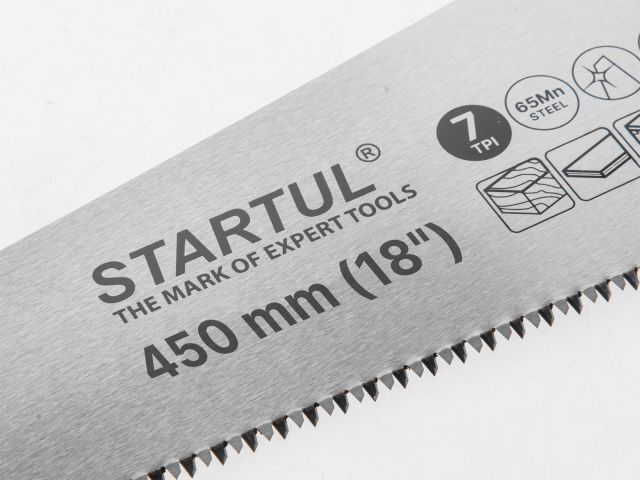 STARTUL®
THE MARK OF EXPERT TOOLS
450 mm (18")
7
TPI
65Mn
STEEL